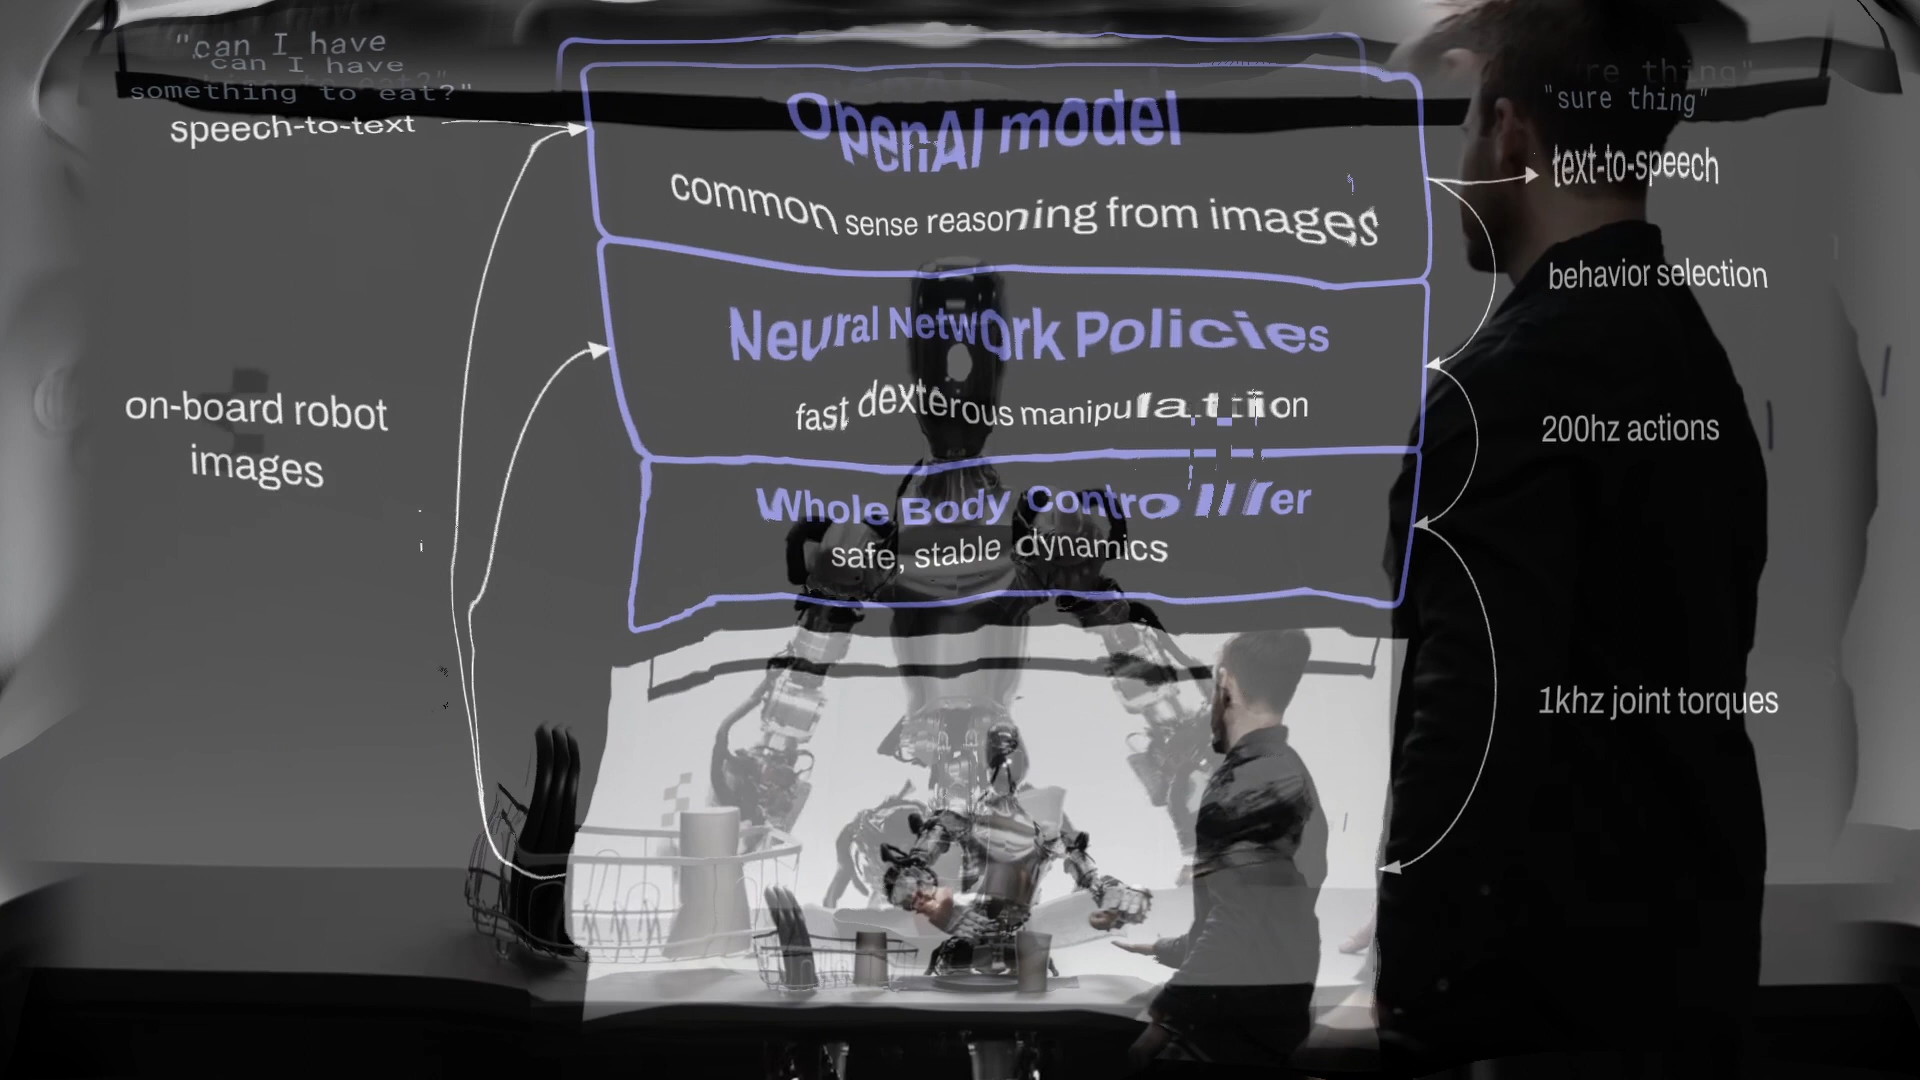 "can I have
can I have
something to eat?"
speech-to-text
on-board robot
images
OpenAI model
common sense reasoning from images
Neural Network Policies
fast dexterous manipulation
Whole Body Controller
safe, stable dynamics
"sure thing"
text-to-speech
behavior selection
200hz actions
1khz joint torques